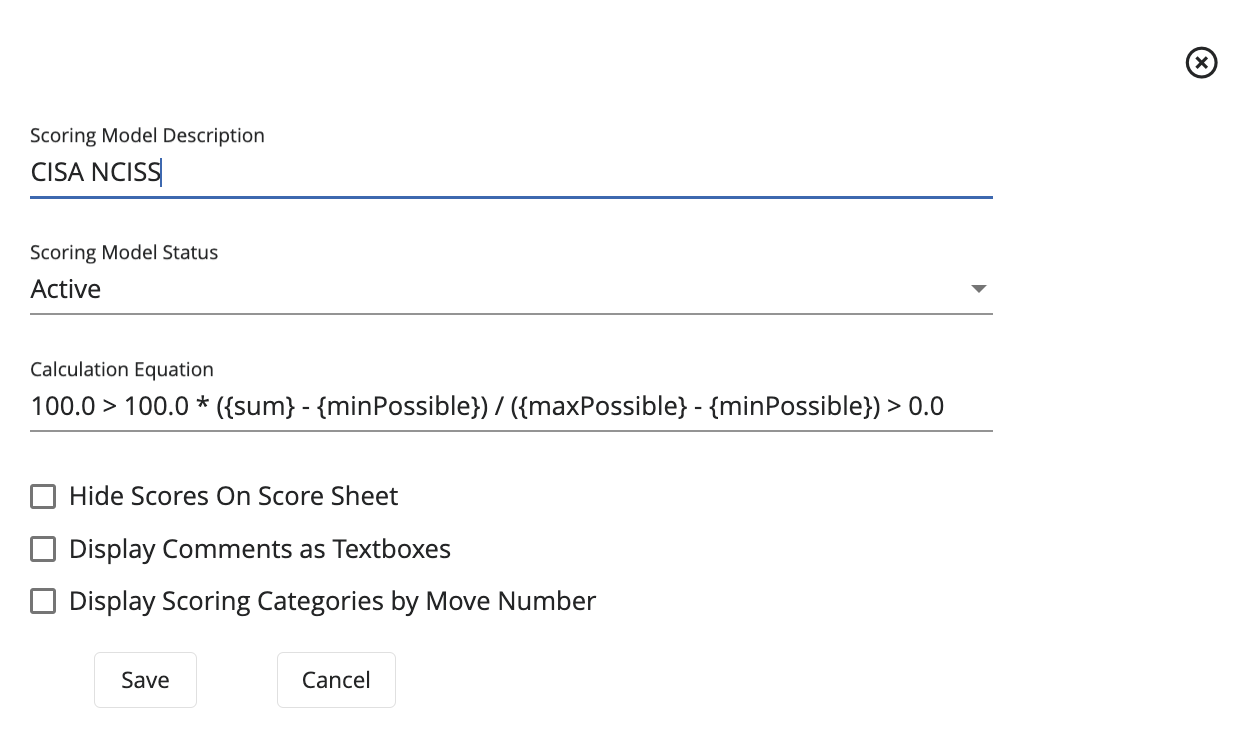 Scoring Model Description
CISA NCISS
Scoring Model Status
Active
Calculation Equation
100.0 > 100.0 * ({sum} - {minPossible}) / ({maxPossible} - {minPossible}) > 0.0
Hide Scores On Score Sheet
Display Comments as Textboxes
Display Scoring Categories by Move Number
Save Cancel